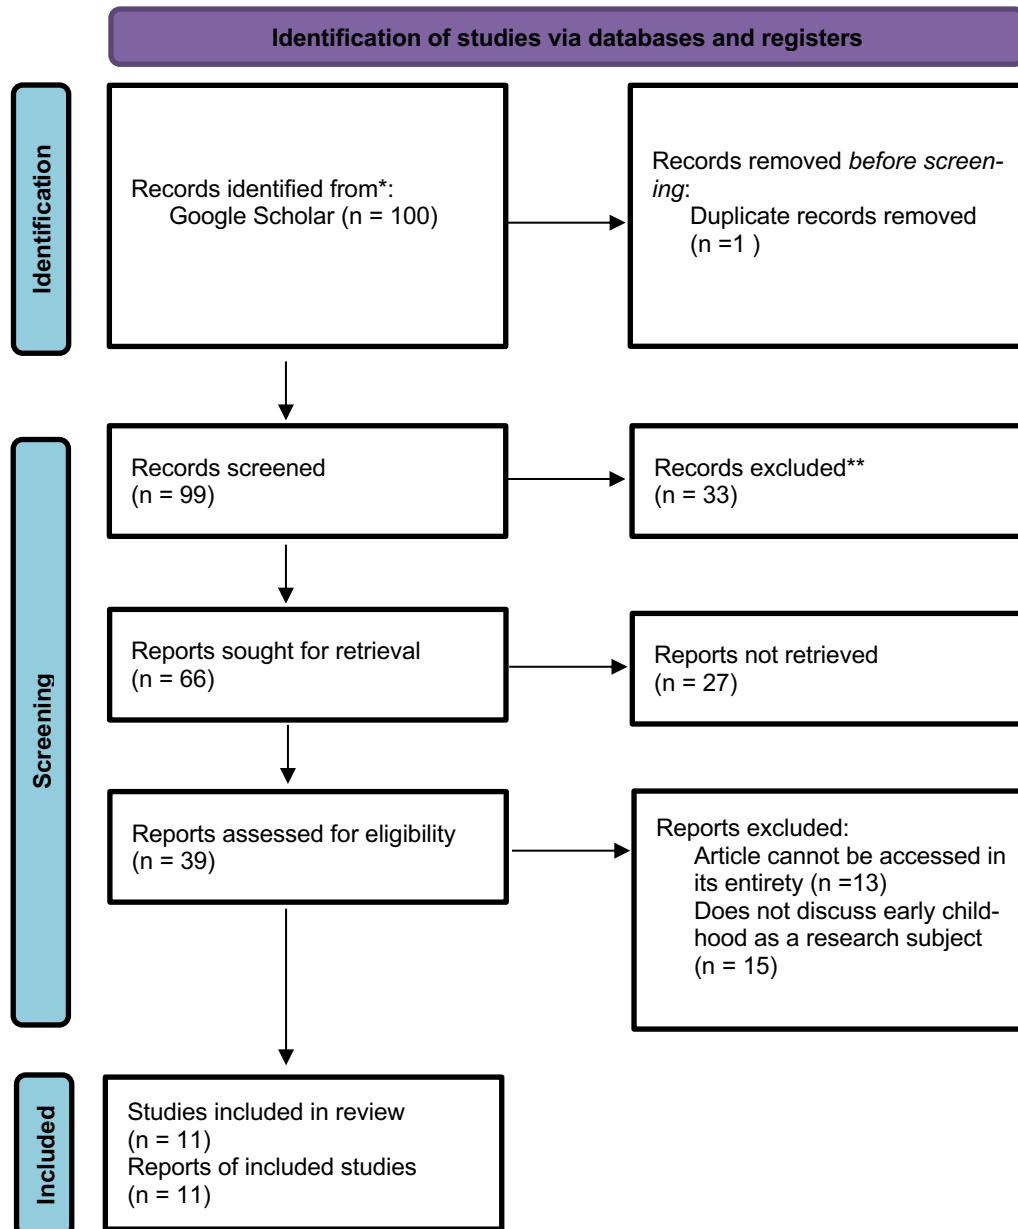 Identification of studies via databases and registers
Identification
Records identified from*:
Google Scholar (n = 100)
Records removed before screen-
ing:
Duplicate records removed
(n =1 )
Screening
Records screened
(n = 99)
Records excluded**
(n = 33)
Reports sought for retrieval
(n = 66)
Reports not retrieved
(n = 27)
Reports assessed for eligibility
(n = 39)
Reports excluded:
Article cannot be accessed in
its entirety (n =13)
Does not discuss early child-
hood as a research subject
(n = 15)
Included
Studies included in review
(n = 11)
Reports of included studies
(n = 11)